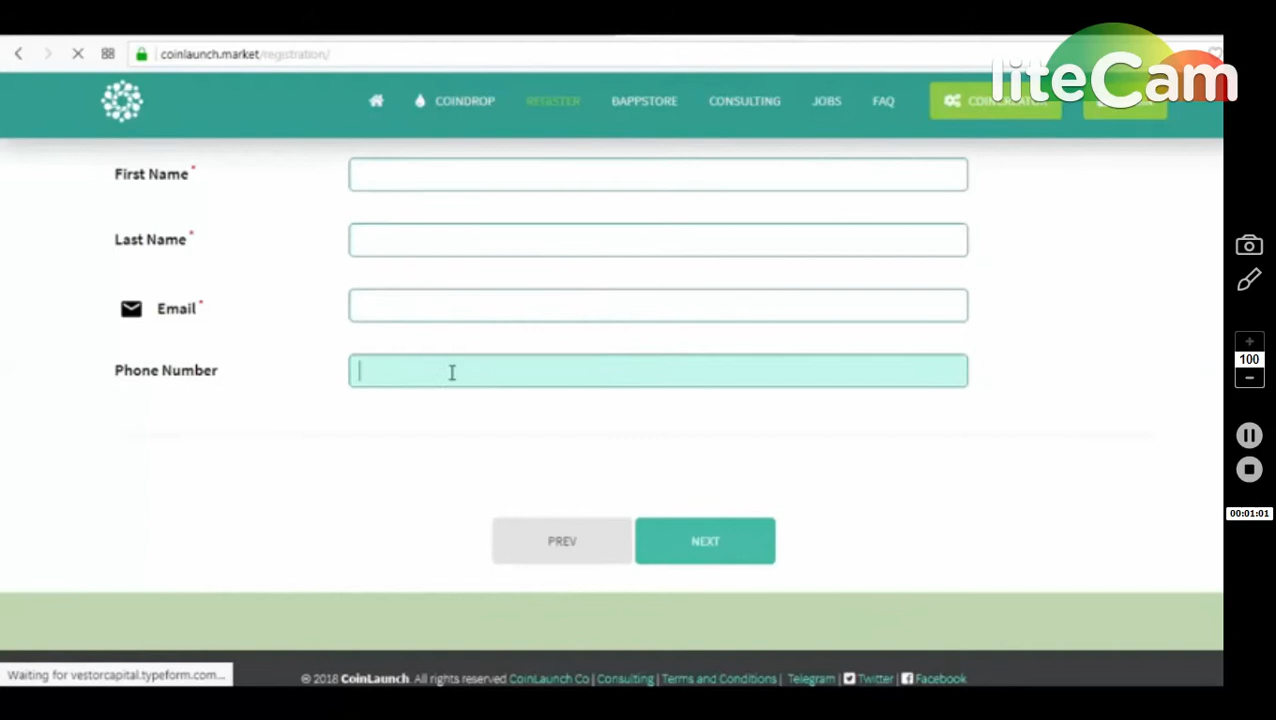 coinlaunch.market/registration/
liteCam
COINDROP REGISTER BAPPSTORE CONSULTING JOBS FAQ
First Name *
Last Name *
Email *
Phone Number
100
PREV NEXT
00:01:01
Waiting for vestorcapital.typeform.com...
© 2018 CoinLaunch. All rights reserved CoinLaunch Co | Consulting | Terms and Conditions | Telegram | Twitter | Facebook